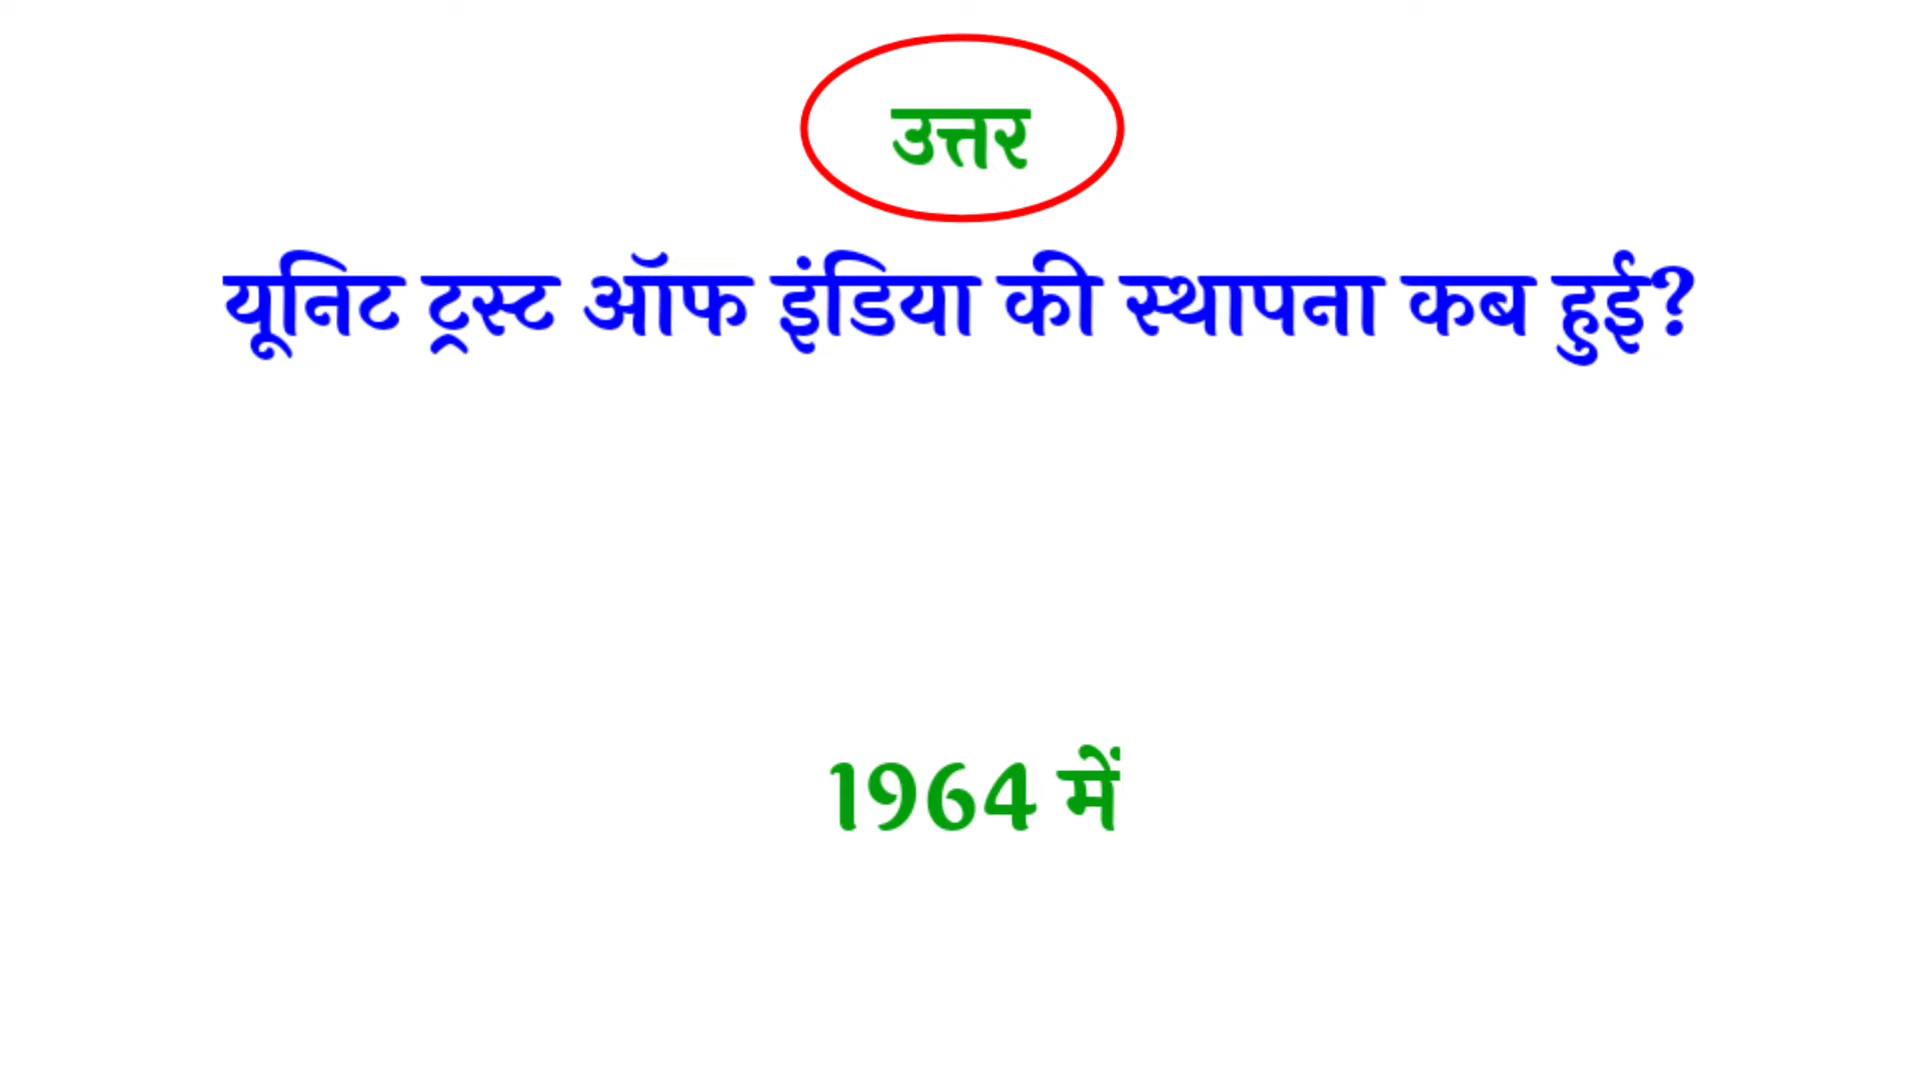 उत्तर
यूनिट ट्रस्ट ऑफ इंडिया की स्थापना कब हुई?
1964 में